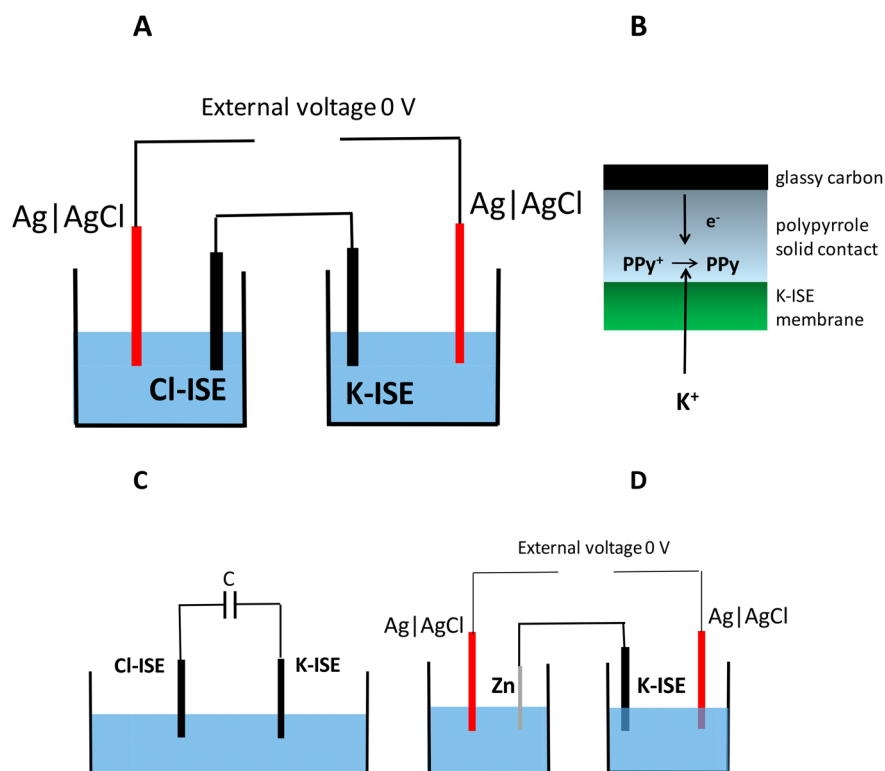 A
External voltage 0 V
Ag|AgCl
Ag|AgCl
Cl-ISE
K-ISE
B
glassy carbon
e-
polypyrrole
solid contact
PPy+ → PPy
K-ISE
membrane
K+
C
C
Cl-ISE
K-ISE
D
External voltage 0 V
Ag|AgCl
Ag|AgCl
Zn
K-ISE